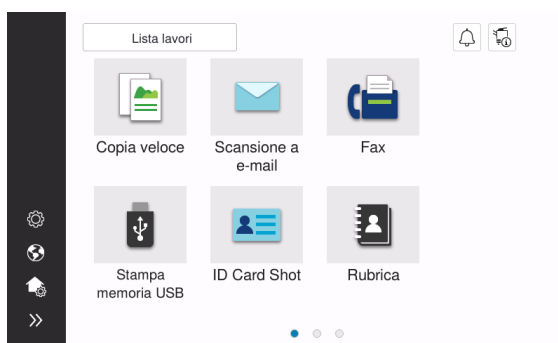 Lista lavori
Copia veloce
Scansione a
e-mail
Fax
Stampa
memoria USB
ID Card Shot
Rubrica